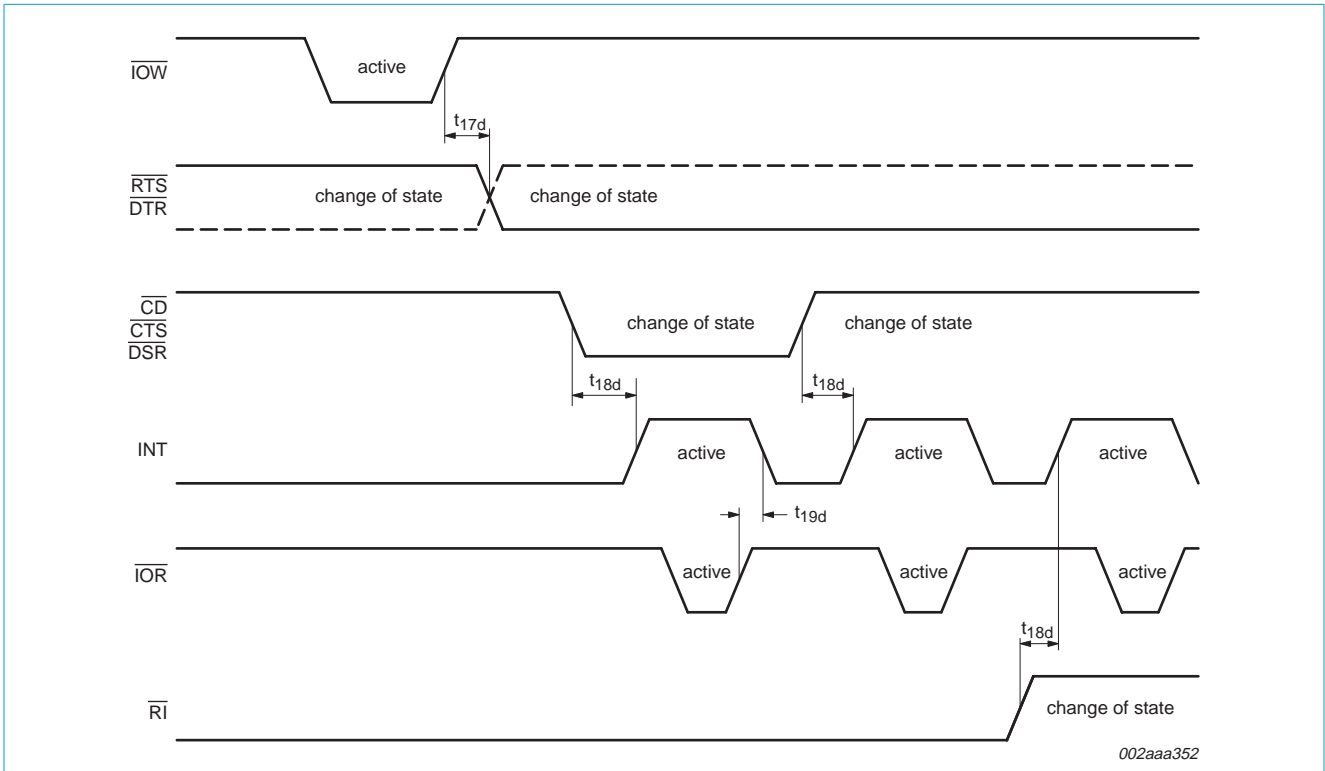 IOW
active
t17d
RTS
DTR
change of state
change of state
CD
CTS
DSR
change of state
change of state
t18d
t18d
INT
active
active
active
t19d
IOR
active
active
active
t18d
RI
change of state
002aaa352